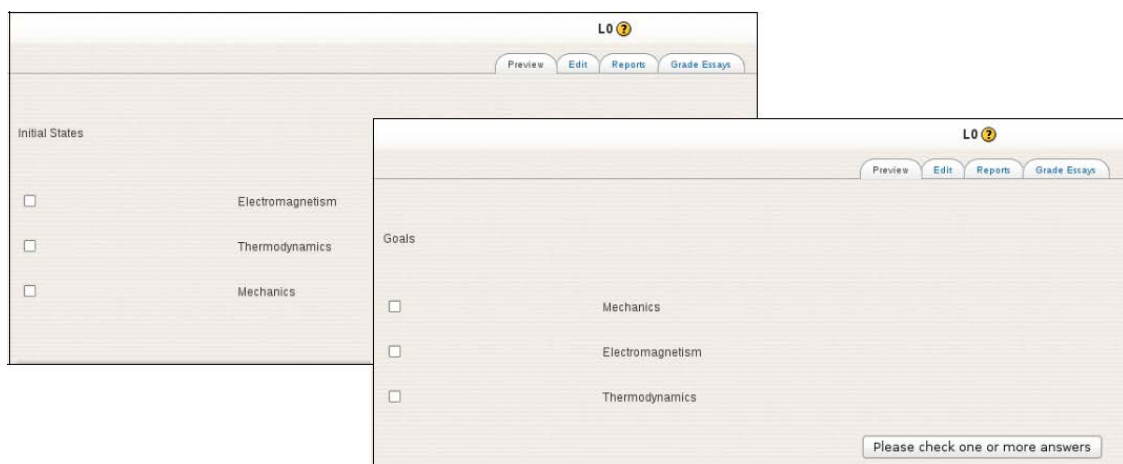 L0
Preview Edit Reports Grade Essays
Initial States
Electromagnetism
Thermodynamics
Mechanics
L0
Preview Edit Reports Grade Essays
Goals
Mechanics
Electromagnetism
Thermodynamics
Please check one or more answers